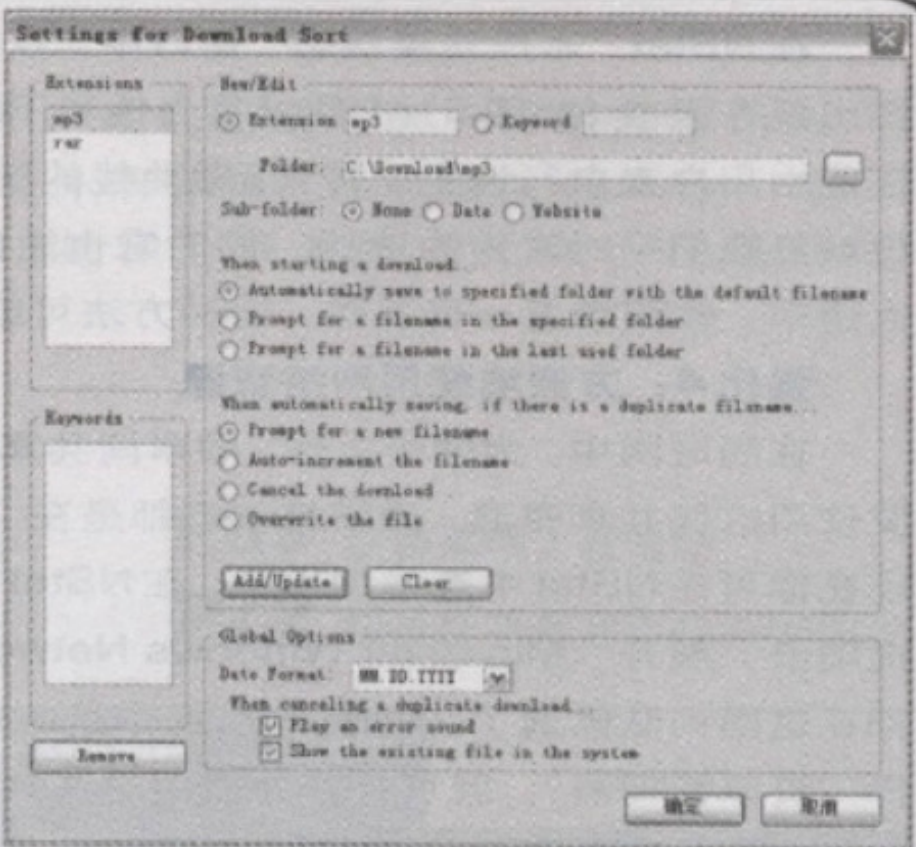 Settings for Download Sort
Extensions
mp3
rar
New/Edit
Extension mp3 Keyword
Folder: C:\Download\mp3 ...
Sub-folder: None Date Website
When starting a download...
Automatically save to specified folder with the default filename
Prompt for a filename in the specified folder
Prompt for a filename in the last used folder
When automatically saving, if there is a duplicate filename...
Prompt for a new filename
Auto-increment the filename
Cancel the download
Overwrite the file
Add/Update Clear
Keywords
Remove
Global Options
Date Format: MM.DD.YYYY
When canceling a duplicate download
Play an error sound
Show the existing file in the system
确定 取消